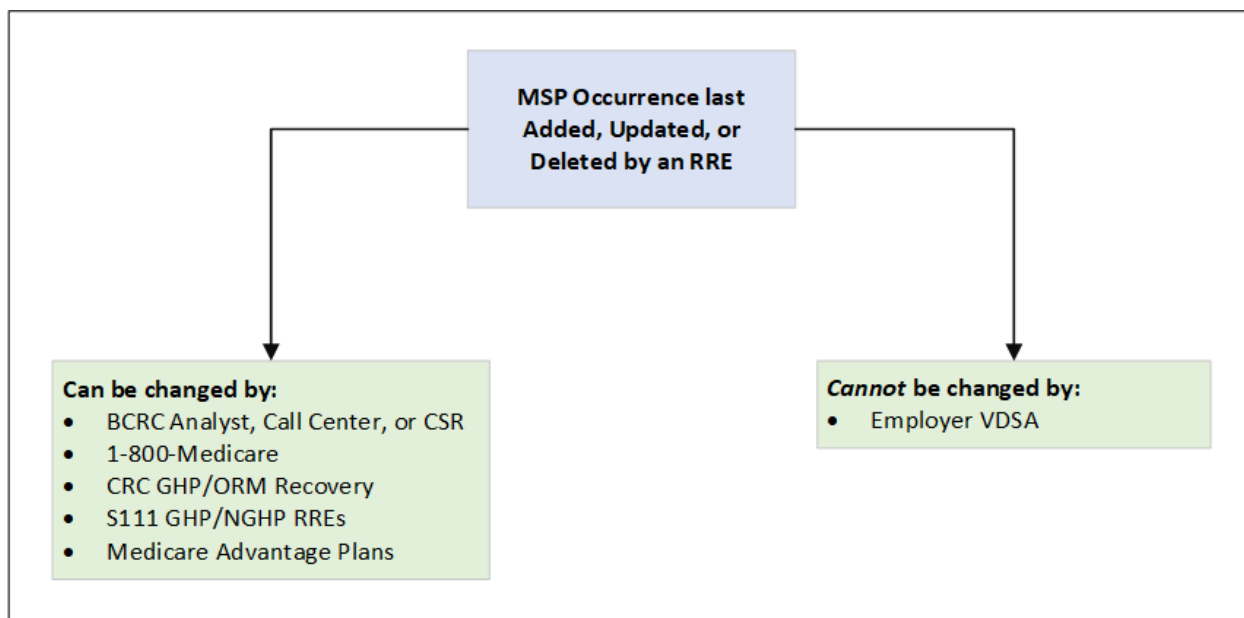 MSP Occurrence last
Added, Updated, or
Deleted by an RRE
Can be changed by:
• BCRC Analyst, Call Center, or CSR
• 1-800-Medicare
• CRC GHP/ORM Recovery
• S111 GHP/NGHP RREs
• Medicare Advantage Plans
Cannot be changed by:
• Employer VDSA